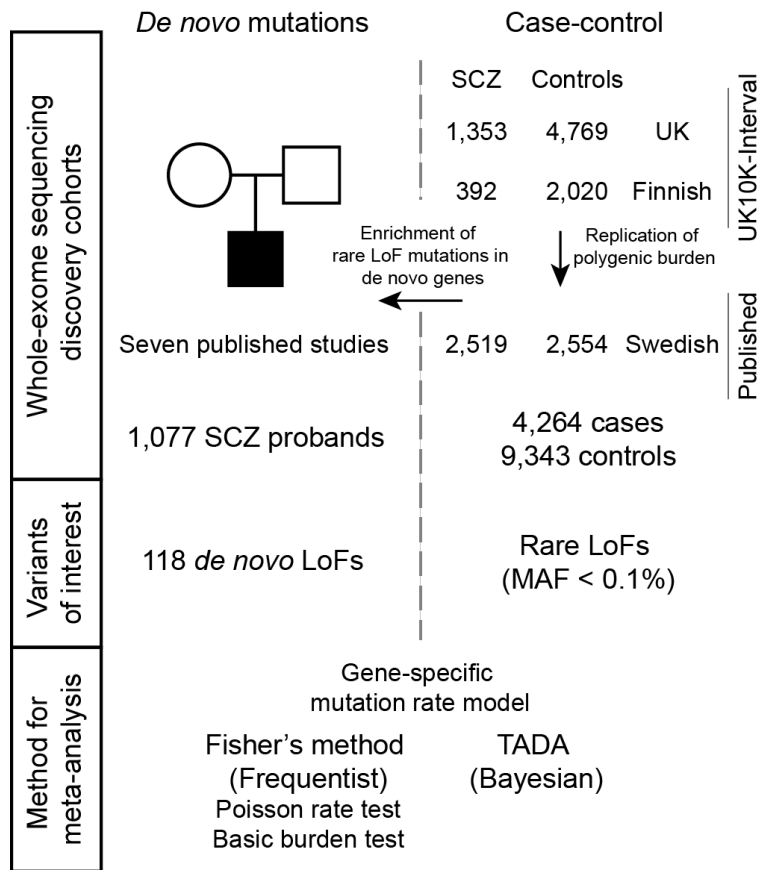 De novo mutations
Case-control
Whole-exome sequencing
discovery cohorts
SCZ Controls
1,353 4,769 UK
392 2,020 Finnish
UK10K-Interval
Enrichment of
rare LoF mutations in
de novo genes
Replication of
polygenic burden
Seven published studies
2,519 2,554 Swedish
Published
1,077 SCZ probands
4,264 cases
9,343 controls
Variants
of interest
118 de novo LoFs
Rare LoFs
(MAF < 0.1%)
Method for
meta-analysis
Gene-specific
mutation rate model
Fisher's method
(Frequentist)
Poisson rate test
Basic burden test
TADA
(Bayesian)